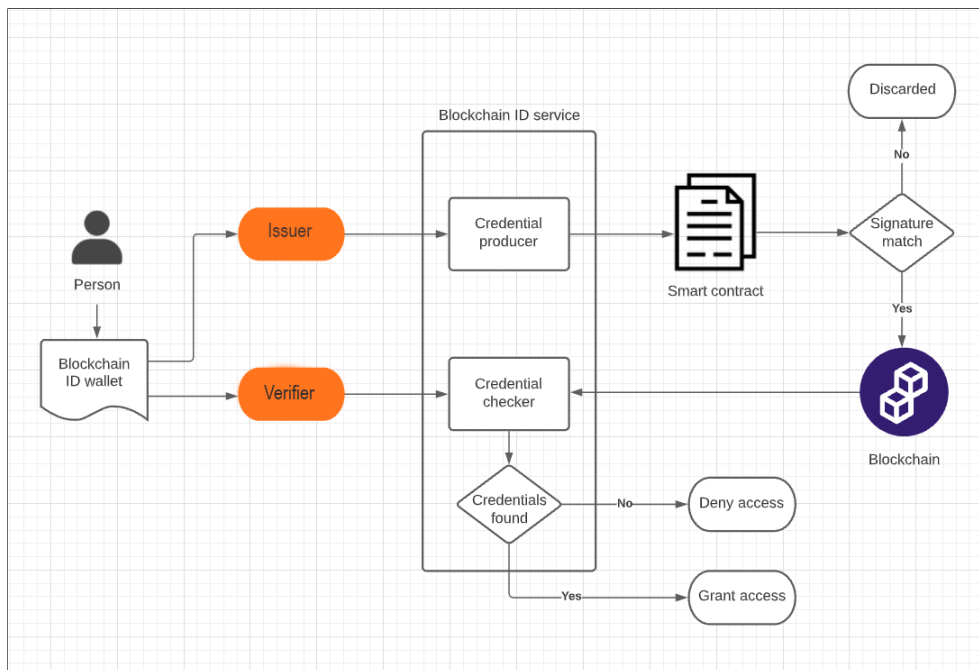 Discarded
Blockchain ID service
No
Issuer
Credential
producer
Signature
match
Person
Smart contract
Yes
Blockchain
ID wallet
Verifier
Credential
checker
Blockchain
Credentials
found
No
Deny access
Yes
Grant access